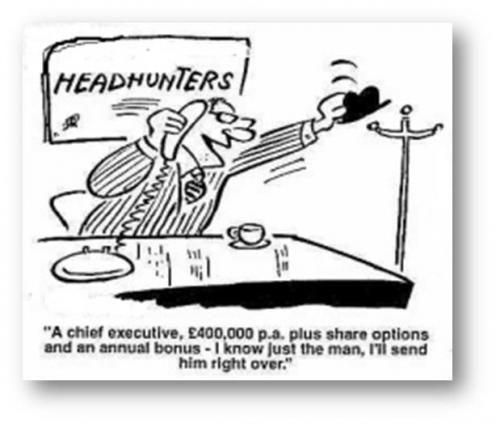 HEADHUNTERS
"A chief executive, £400,000 p.a. plus share options
and an annual bonus - I know just the man, I'll send
him right over."